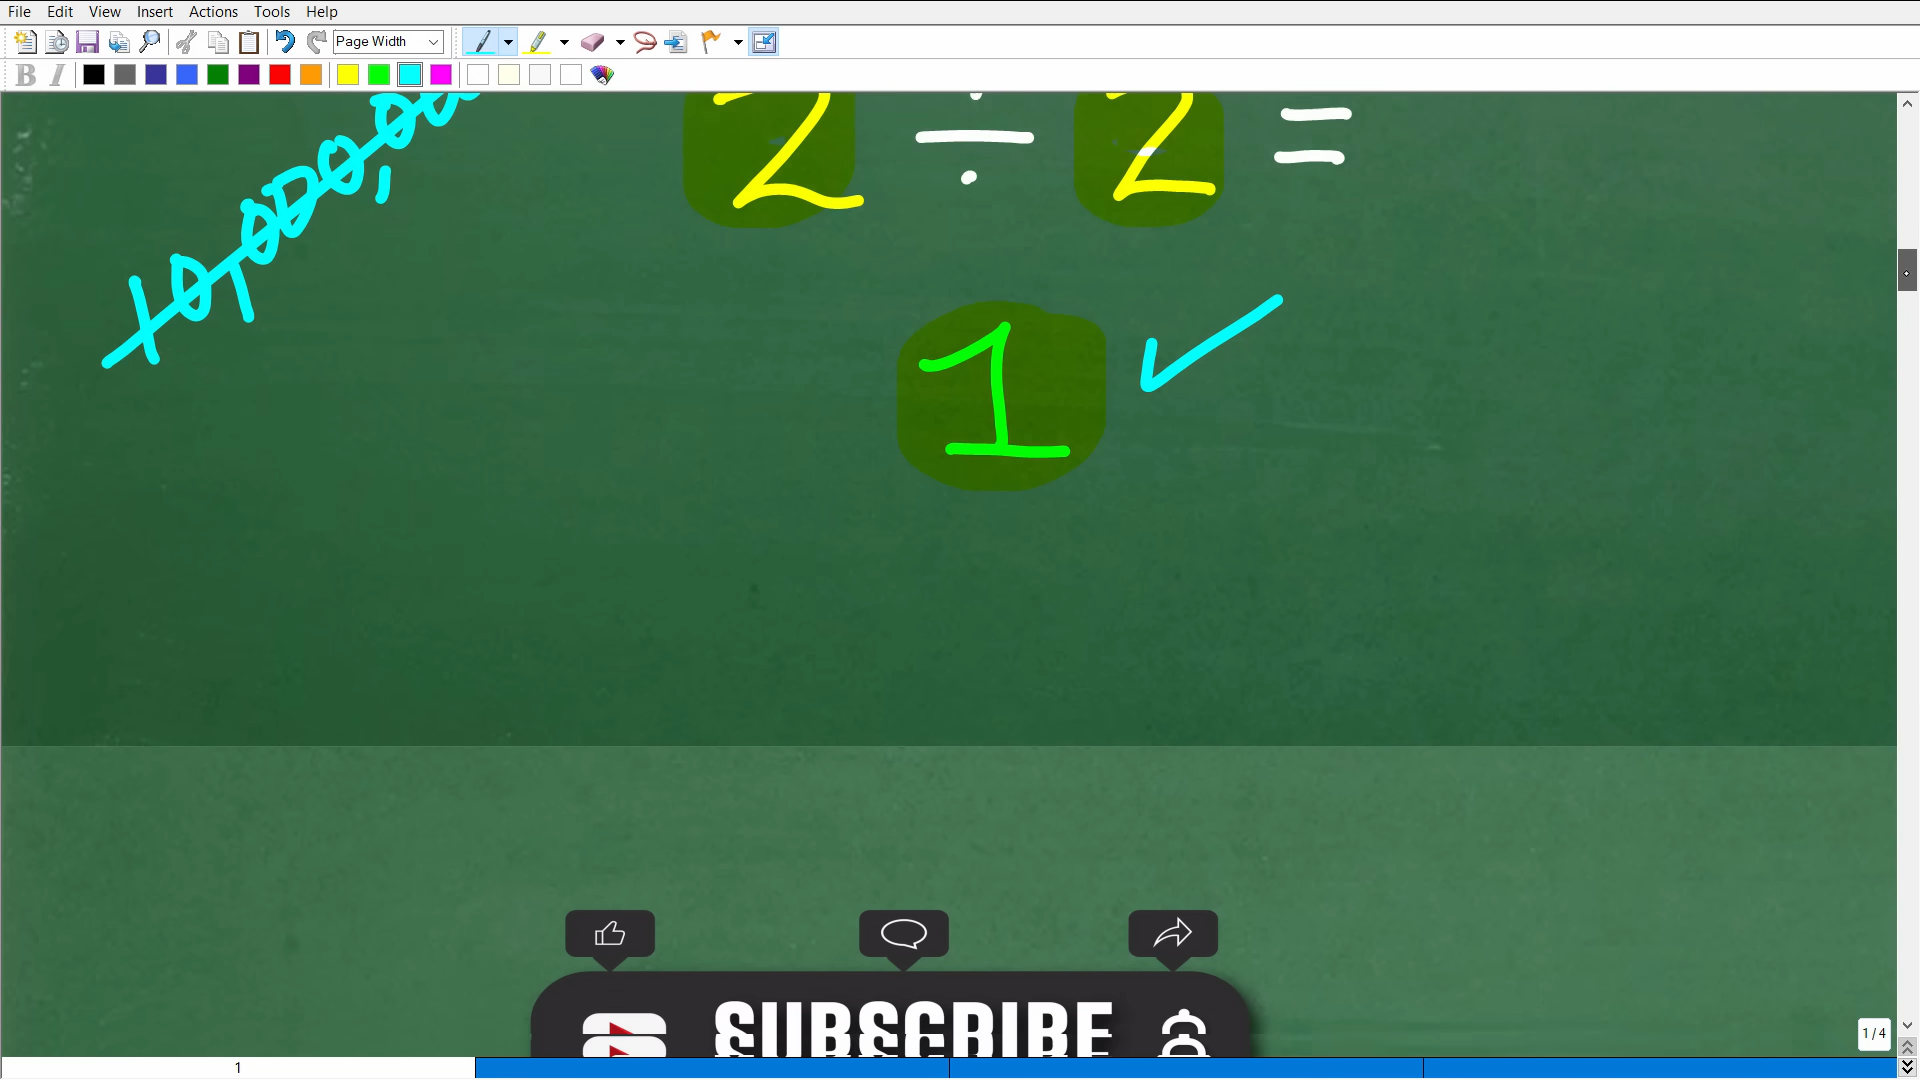 File Edit View Insert Actions Tools Help
Page Width
B I
2 ÷ 2 =
1
SUBSCRIBE
1 / 4
1